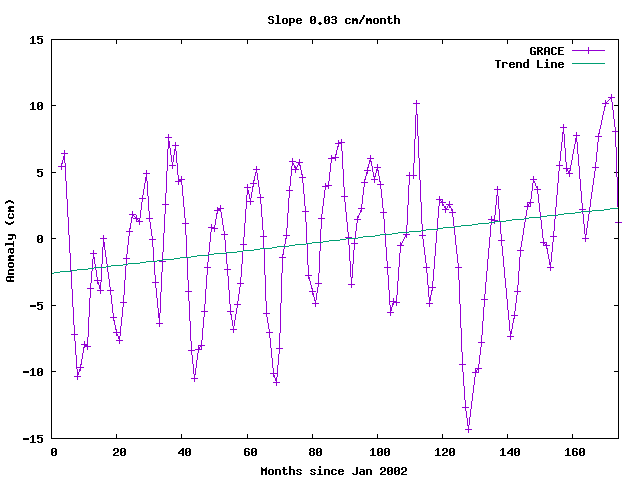 Slope 0.03 cm/month
GRACE
Trend Line
Anomaly (cm)
15
10
5
0
-5
-10
-15
0 20 40 60 80 100 120 140 160
Months since Jan 2002